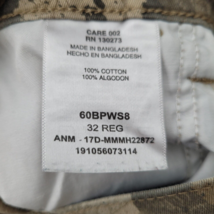 CARE 002
RN 130273
MADE IN BANGLADESH
HECHO EN BANGLADESH
100% COTTON
100% ALGODON
60BPWS8
32 REG
ANM - 17D-MMMH22872
191056073114